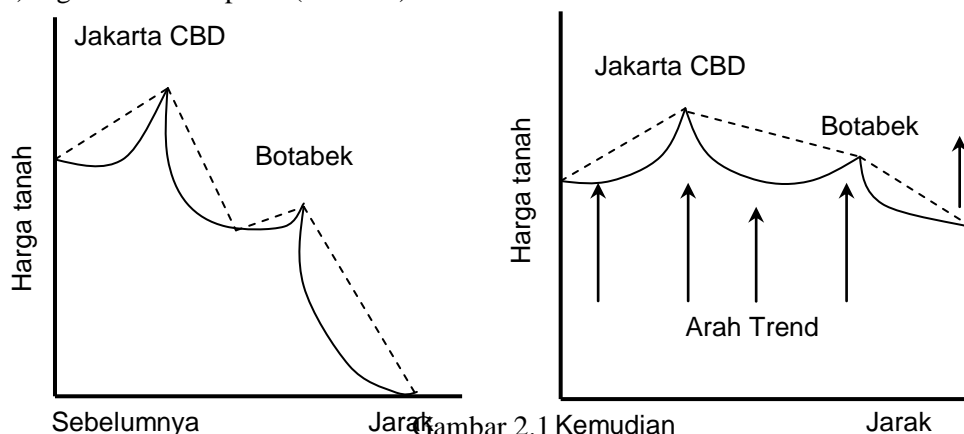 Jakarta CBD
Botabek
Harga tanah
Sebelumnya
Jarak
Jakarta CBD
Botabek
Harga tanah
Arah Trend
Kemudian
Jarak
Gambar 2.1